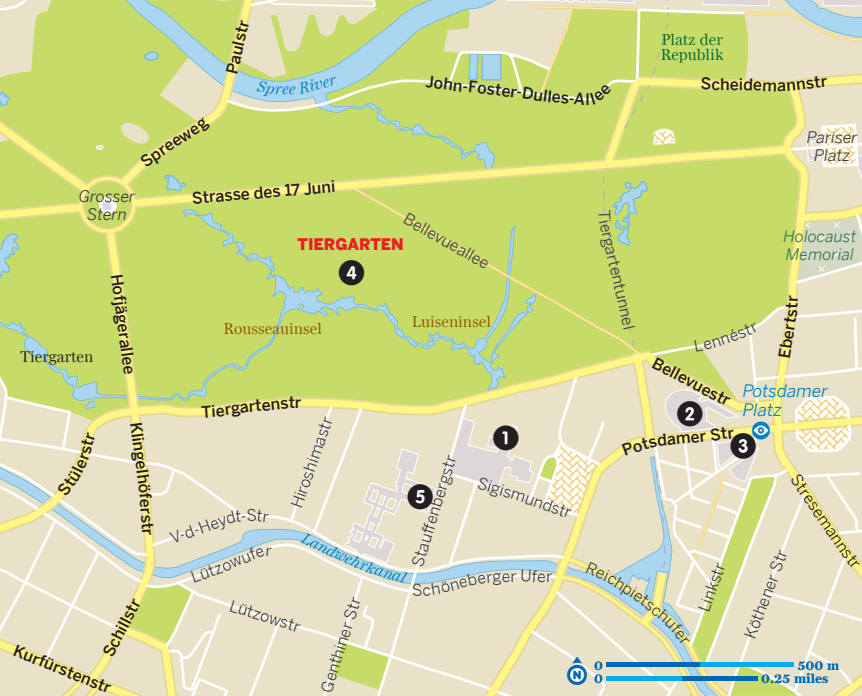 Paulstr
Spree River
Platz der
Republik
John-Foster-Dulles-Allee
Scheidemannstr
Spreeweg
Pariser
Platz
Grosser
Stern
Strasse des 17 Juni
Bellevueallee
Tiergartentunnel
Holocaust
Memorial
TIERGARTEN
4
Hofjägerallee
Rousseauinsel
Luiseninsel
Lennéstr
Ebertstr
Tiergarten
Bellevuestr
Potsdamer
Platz
Tiergartenstr
2
Potsdamer Str
3
1
Stülerstr
Klingelhöferstr
Hiroshimastr
Stauffenbergstr
Sigismundstr
5
Stresemannstr
V-d-Heydt-Str
Lützowufer
Landwehrkanal
Schöneberger Ufer
Reichpietschufer
Linkstr
Köthener Str
Lützowstr
Schillstr
Genthiner Str
Kurfürstenstr
N
0 500 m
0 0.25 miles